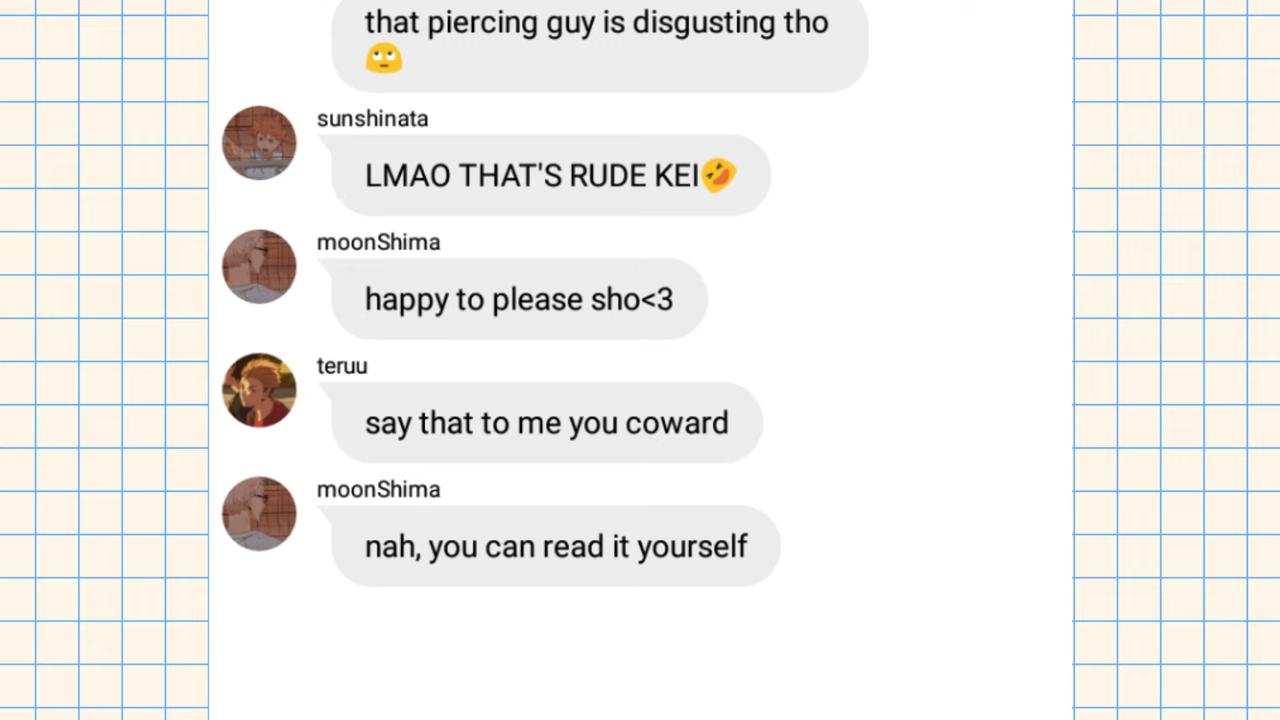 that piercing guy is disgusting tho
🙄
sunshinata
LMAO THAT'S RUDE KEI🤣
moonShima
happy to please sho<3
teruu
say that to me you coward
moonShima
nah, you can read it yourself